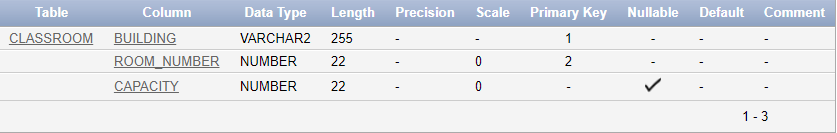 Table Column Data Type Length Precision Scale Primary Key Nullable Default Comment
CLASSROOM BUILDING VARCHAR2 255 - - 1 - - -
ROOM_NUMBER NUMBER 22 - 0 2 - - -
CAPACITY NUMBER 22 - 0 - ✓ - -
1 - 3